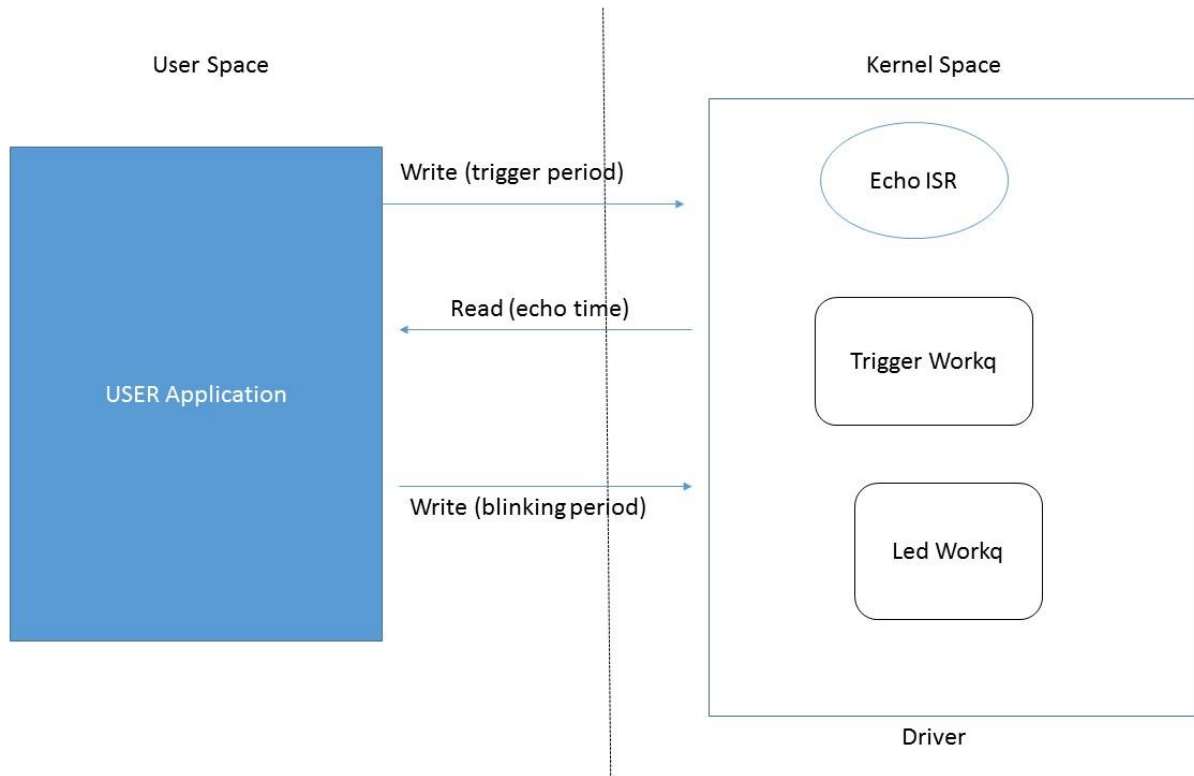 User Space
Kernel Space
Echo ISR
Write (trigger period)
Read (echo time)
Trigger Workq
USER Application
Write (blinking period)
Led Workq
Driver